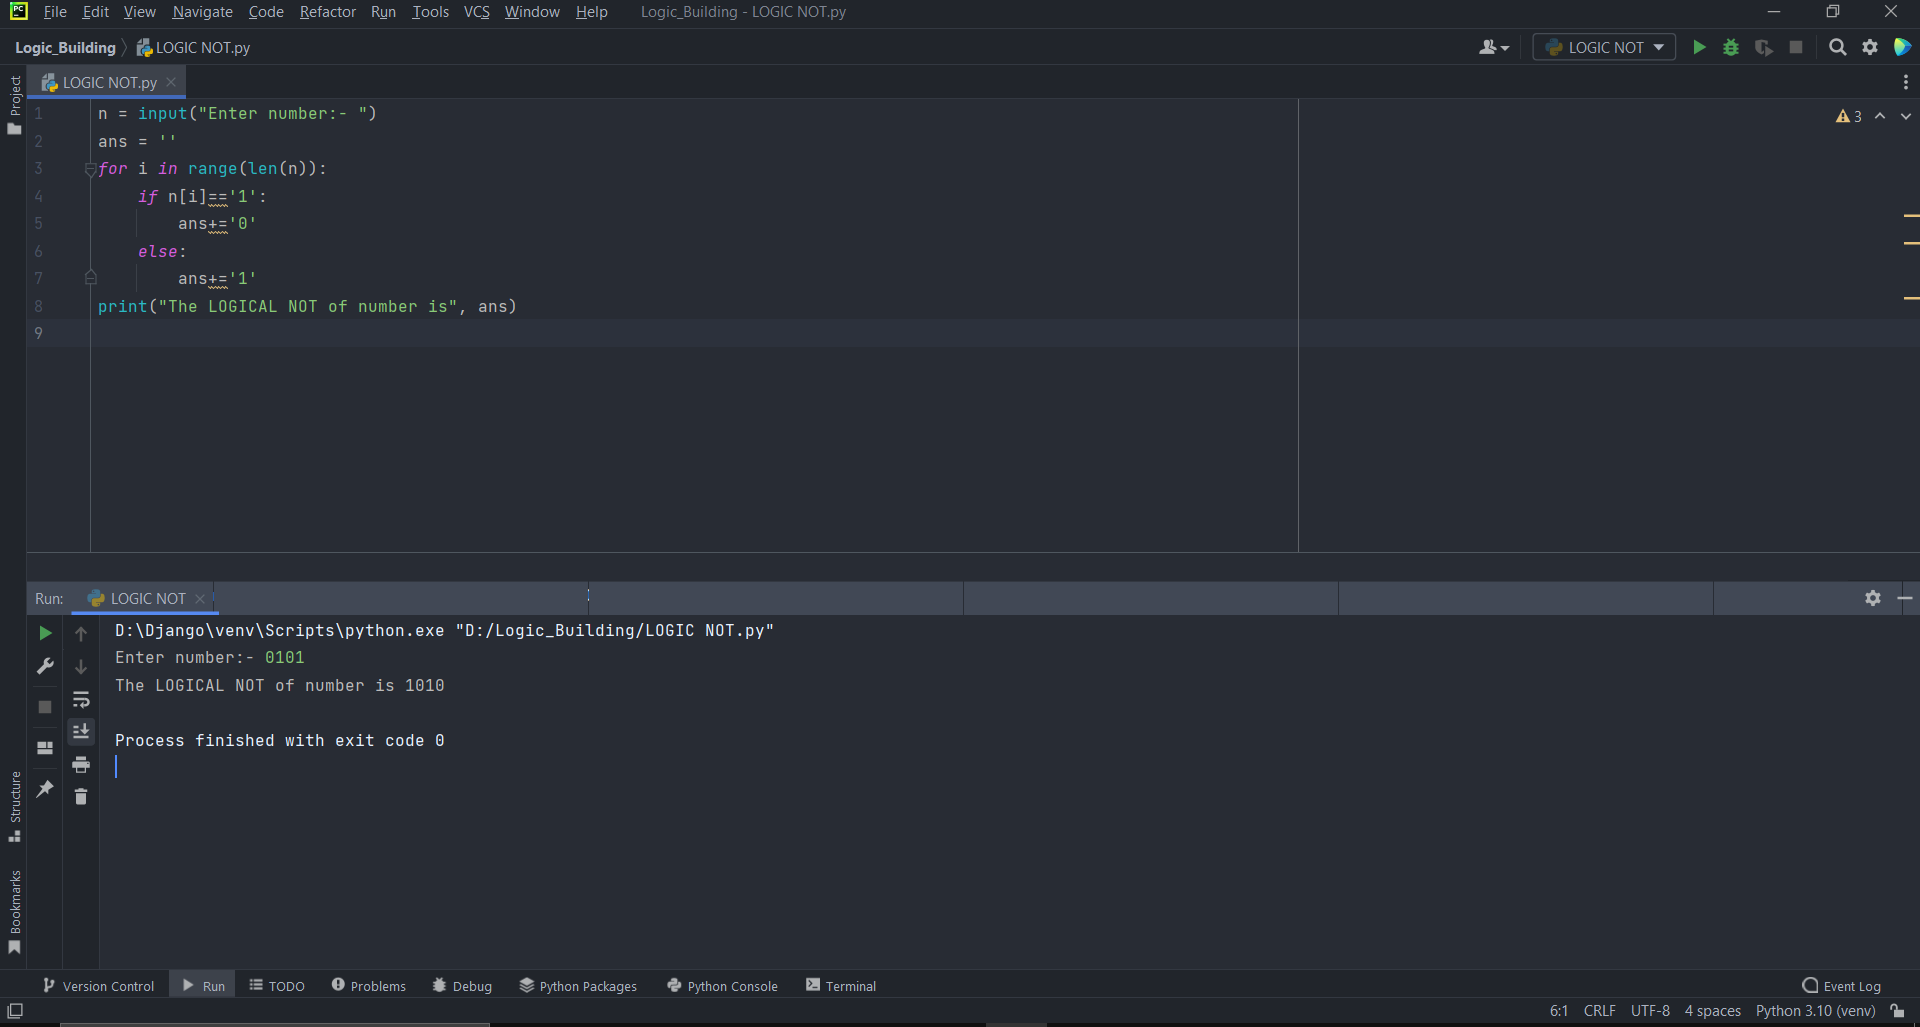 PC File Edit View Navigate Code Refactor Run Tools VCS Window Help Logic_Building - LOGIC NOT.py
Logic_Building LOGIC NOT.py LOGIC NOT
Project
LOGIC NOT.py
1 n = input("Enter number:- ")
3
2 ans = ''
3 for i in range(len(n)):
4 if n[i]=='1':
5 ans+='0'
6 else:
7 ans+='1'
8 print("The LOGICAL NOT of number is", ans)
9
Run: LOGIC NOT
D:\Django\venv\Scripts\python.exe "D:/Logic_Building/LOGIC NOT.py"
Enter number:- 0101
The LOGICAL NOT of number is 1010
Process finished with exit code 0
Structure
Bookmarks
Version Control Run TODO Problems Debug Python Packages Python Console Terminal Event Log
6:1 CRLF UTF-8 4 spaces Python 3.10 (venv)